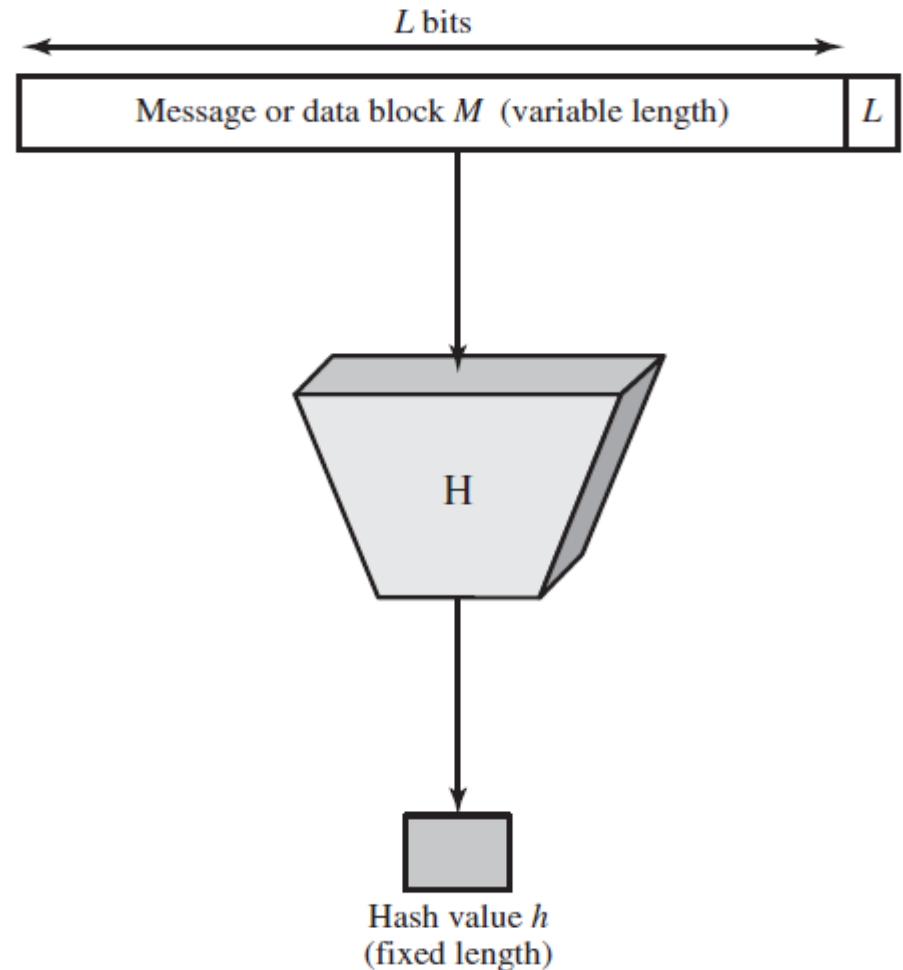 L bits
Message or data block M (variable length) L
H
Hash value h
(fixed length)